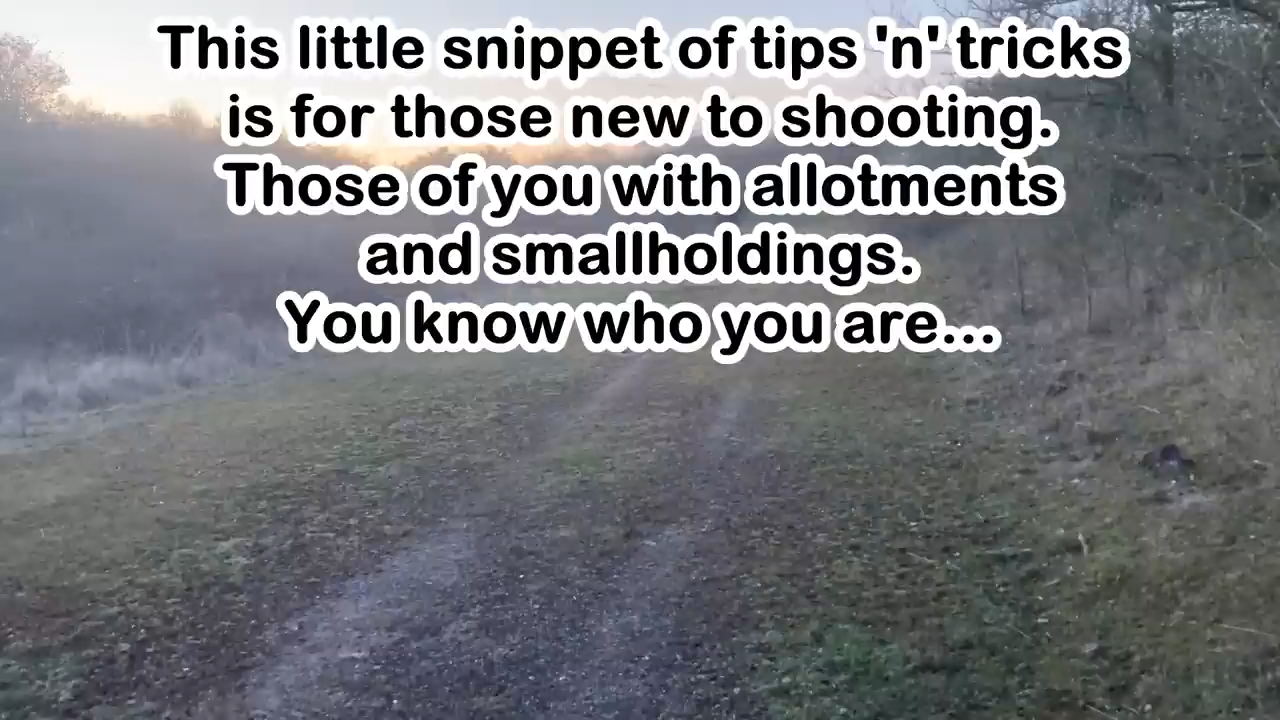 This little snippet of tips 'n' tricks
is for those new to shooting.
Those of you with allotments
and smallholdings.
You know who you are...